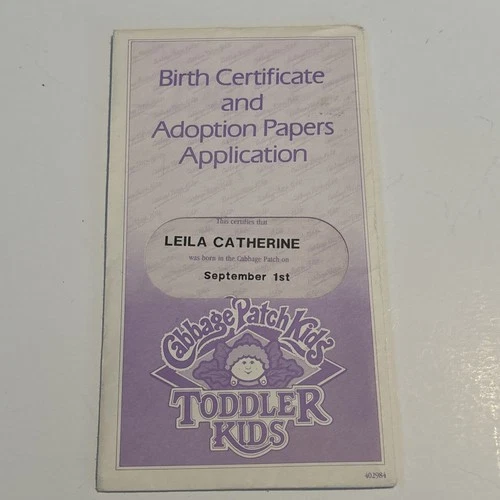 Birth Certificate
and
Adoption Papers
Application
This certifies that
LEILA CATHERINE
was born in the Cabbage Patch on
September 1st
Cabbage Patch Kids
TODDLER
KIDS
402984